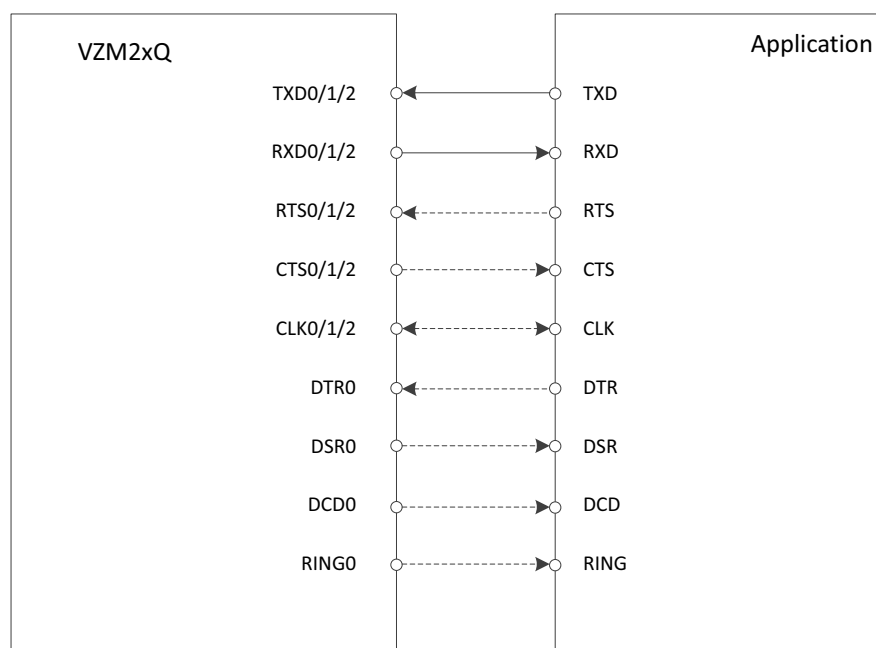 VZM2xQ
Application
TXD0/1/2 TXD
RXD0/1/2 RXD
RTS0/1/2 RTS
CTS0/1/2 CTS
CLK0/1/2 CLK
DTR0 DTR
DSR0 DSR
DCD0 DCD
RING0 RING